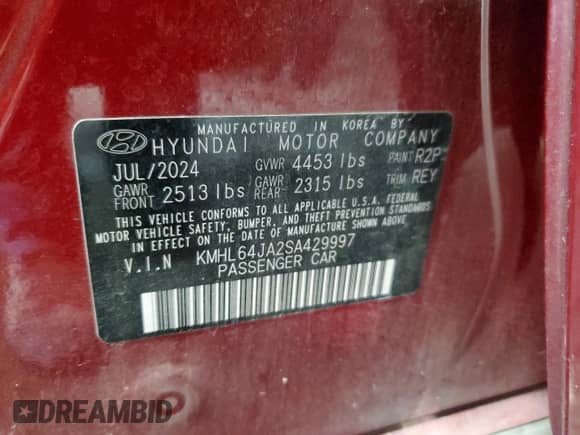 MANUFACTURED IN KOREA BY
HYUNDAI MOTOR COMPANY
JUL/2024 GVWR 4453 lbs PAINT R2P
GAWR FRONT 2513 lbs GAWR REAR 2315 lbs TRIM REY
THIS VEHICLE CONFORMS TO ALL APPLICABLE U.S.A. FEDERAL
MOTOR VEHICLE SAFETY, BUMPER, AND THEFT PREVENTION STANDARDS
IN EFFECT ON THE DATE OF MANUFACTURE SHOWN ABOVE.
V.I.N KMHL64JA2SA429997
PASSENGER CAR
DREAMBID